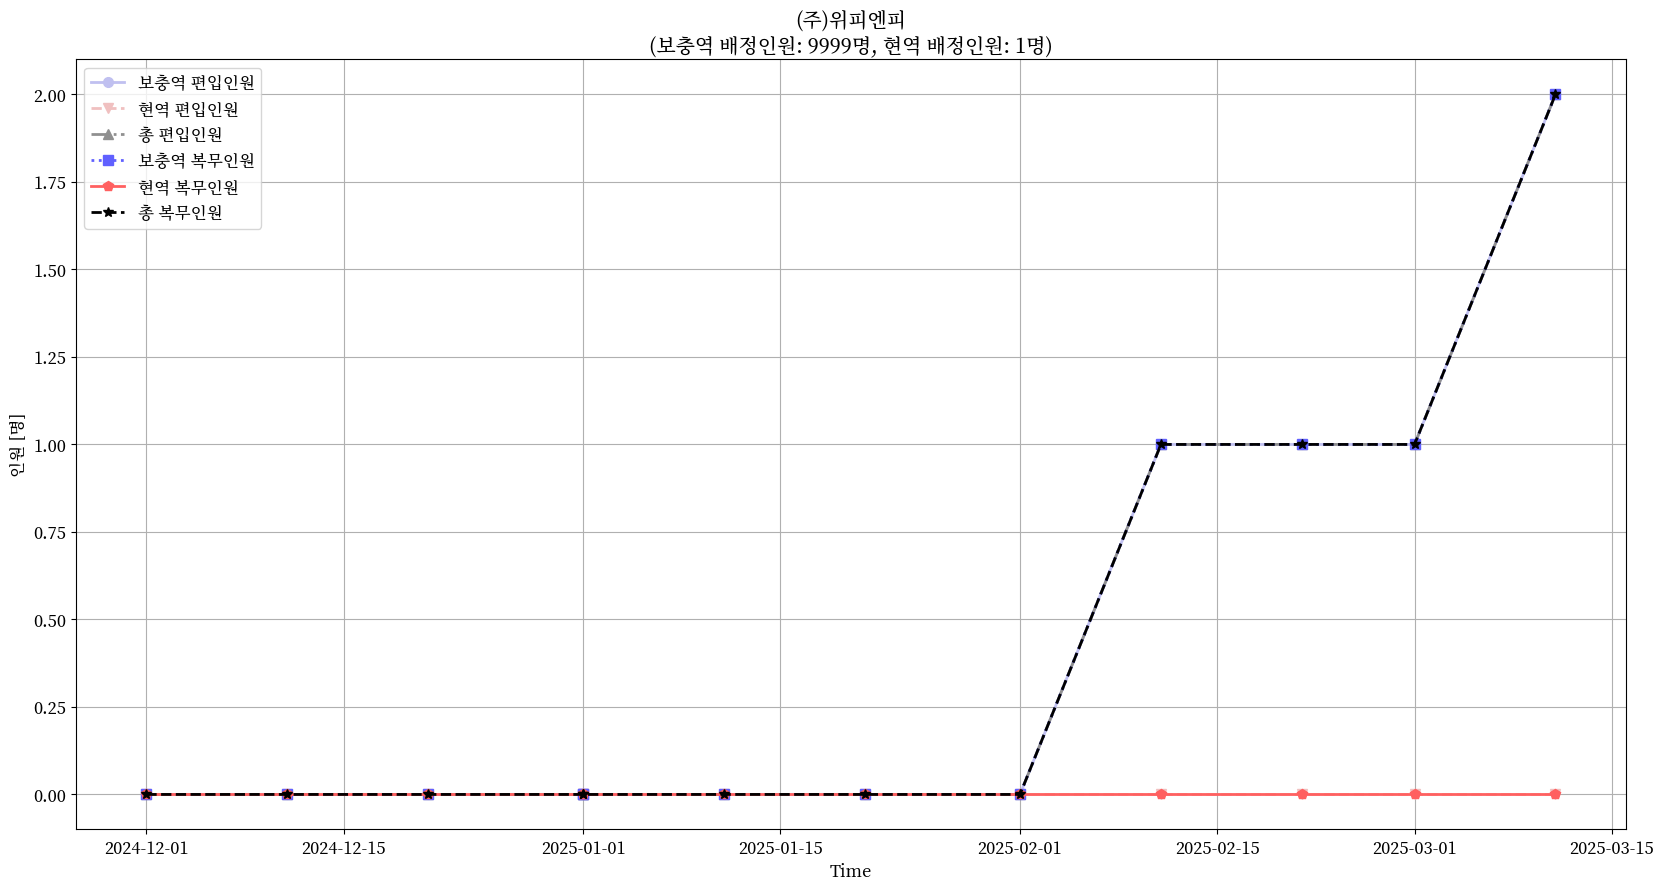 (주)위피엔피
(보충역 배정인원: 9999명, 현역 배정인원: 1명)
보충역 편입인원
현역 편입인원
총 편입인원
보충역 복무인원
현역 복무인원
총 복무인원
인원 [명]
2.00
1.75
1.50
1.25
1.00
0.75
0.50
0.25
0.00
2024-12-01
2024-12-15
2025-01-01
2025-01-15
2025-02-01
2025-02-15
2025-03-01
2025-03-15
Time